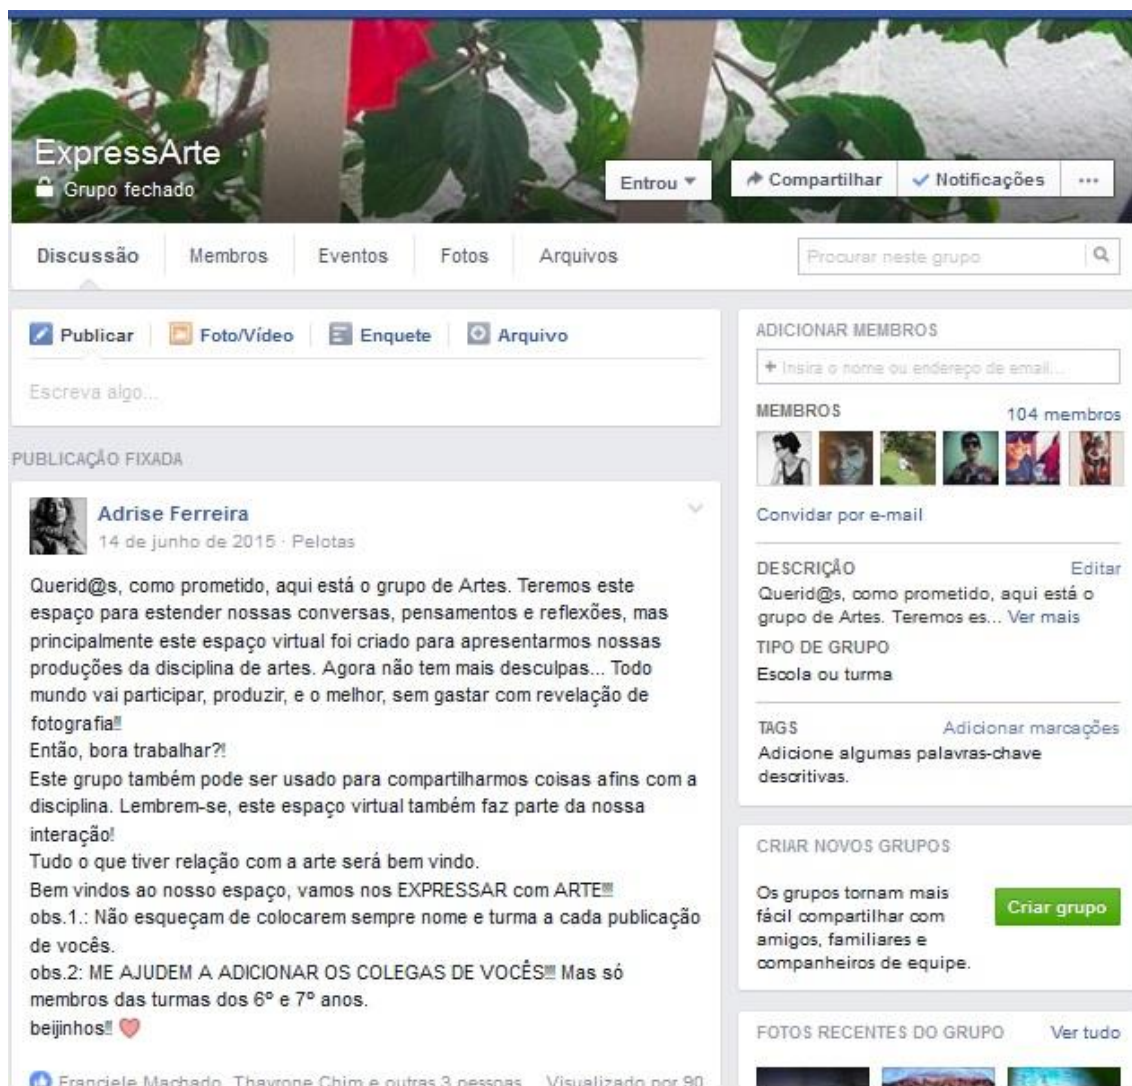 ExpressArte
Grupo fechado
Entrou
Compartilhar
Notificações
...
Discussão
Membros
Eventos
Fotos
Arquivos
Procurar neste grupo
Publicar
Foto/Vídeo
Enquete
Arquivo
Escreva algo...
PUBLICAÇÃO FIXADA
Adrise Ferreira
14 de junho de 2015 · Pelotas
Querid@s, como prometido, aqui está o grupo de Artes. Teremos este
espaço para estender nossas conversas, pensamentos e reflexões, mas
principalmente este espaço virtual foi criado para apresentarmos nossas
produções da disciplina de artes. Agora não tem mais desculpas... Todo
mundo vai participar, produzir, e o melhor, sem gastar com revelação de
fotografia!!
Então, bora trabalhar?!
Este grupo também pode ser usado para compartilharmos coisas afins com a
disciplina. Lembrem-se, este espaço virtual também faz parte da nossa
interação!
Tudo o que tiver relação com a arte será bem vindo.
Bem vindos ao nosso espaço, vamos nos EXPRESSAR com ARTE!!!
obs.1.: Não esqueçam de colocarem sempre nome e turma a cada publicação
de vocês.
obs.2: ME AJUDEM A ADICIONAR OS COLEGAS DE VOCÊS!!! Mas só
membros das turmas dos 6º e 7º anos.
beijinhos!! ❤
Franciele Machado, Thayrone Chim e outras 3 pessoas
Visualizado por 90
ADICIONAR MEMBROS
+ Insira o nome ou endereço de email...
MEMBROS
104 membros
Convidar por e-mail
DESCRIÇÃO
Editar
Querid@s, como prometido, aqui está o
grupo de Artes. Teremos es... Ver mais
TIPO DE GRUPO
Escola ou turma
TAGS
Adicionar marcações
Adicione algumas palavras-chave
descritivas.
CRIAR NOVOS GRUPOS
Os grupos tornam mais
fácil compartilhar com
amigos, familiares e
companheiros de equipe.
Criar grupo
FOTOS RECENTES DO GRUPO
Ver tudo